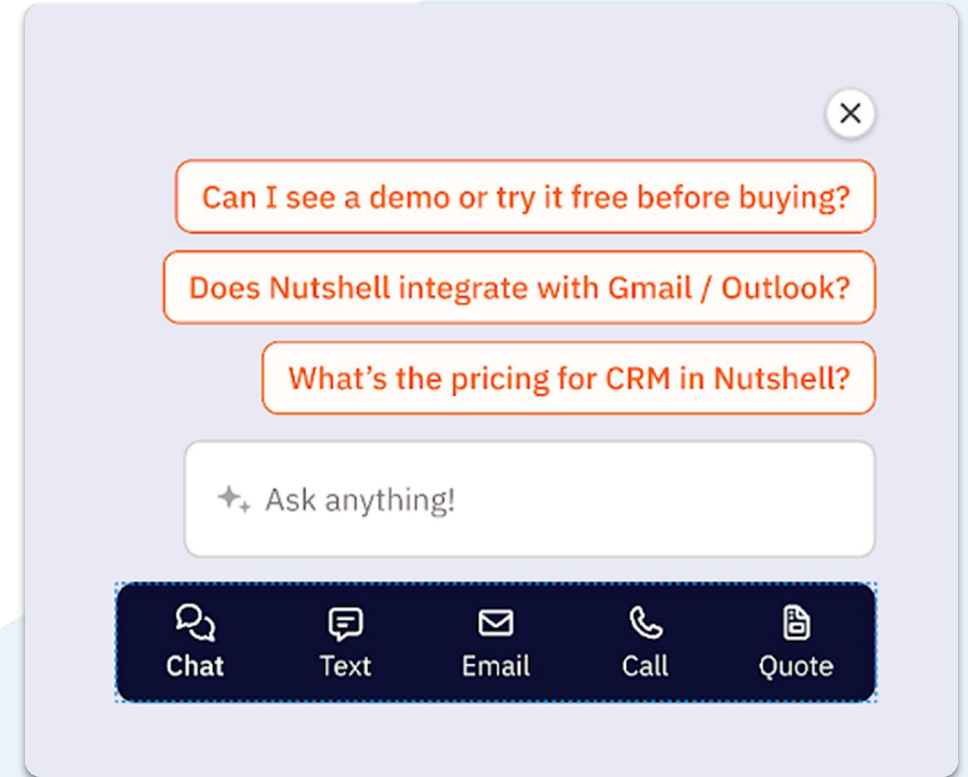 Can I see a demo or try it free before buying?
Does Nutshell integrate with Gmail / Outlook?
What’s the pricing for CRM in Nutshell?
Ask anything!
Chat Text Email Call Quote